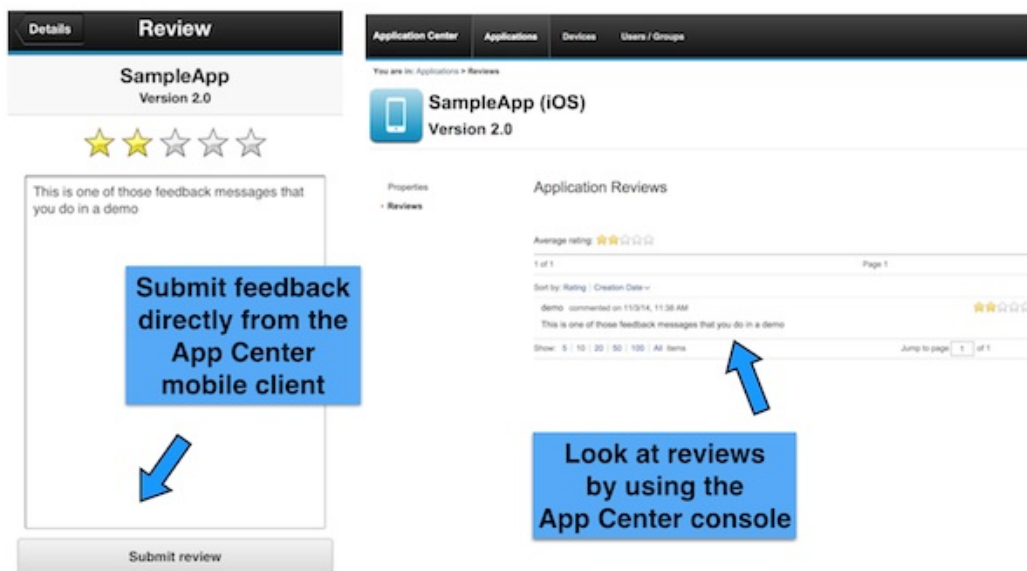 Details
Review
SampleApp
Version 2.0
This is one of those feedback messages that
you do in a demo
Submit feedback
directly from the
App Center
mobile client
Submit review
Application Center
Applications
Devices
Users / Groups
You are in: Applications > Reviews
SampleApp (iOS)
Version 2.0
Properties
Reviews
Application Reviews
Average rating:
1 of 1
Page 1
Sort by: Rating | Creation Date
demo commented on 11/3/14, 11:38 AM
This is one of those feedback messages that you do in a demo
Show: 5 | 10 | 20 | 50 | 100 | All items
Jump to page 1 of 1
Look at reviews
by using the
App Center console